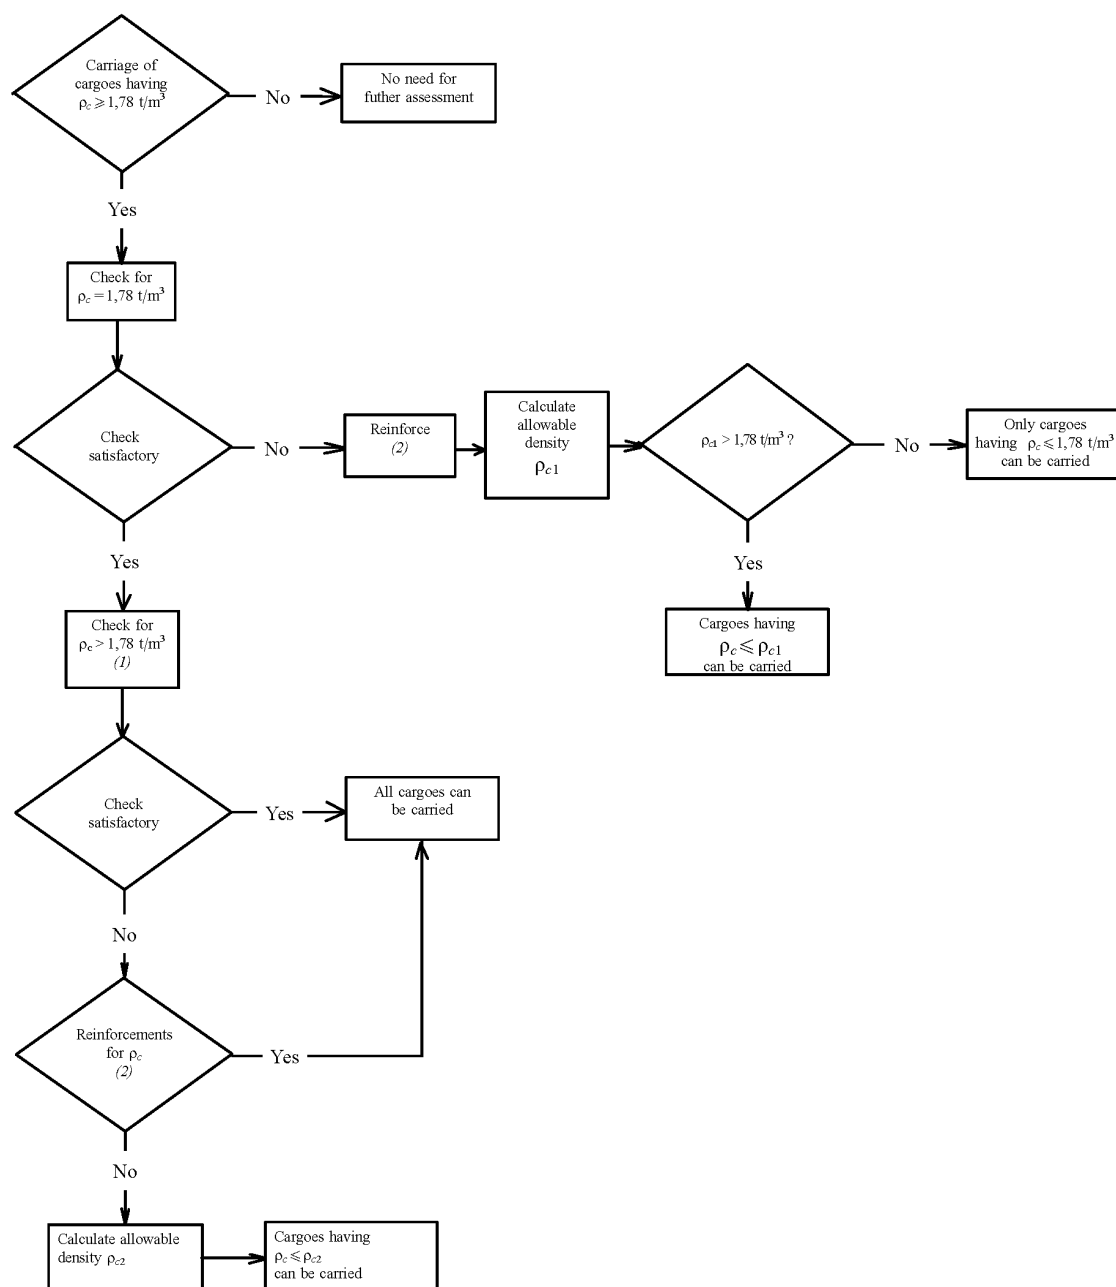 Carriage of
cargoes having
ρc ⩾ 1,78 t/m³
No
No need for
futher assessment
Yes
Check for
ρc = 1,78 t/m³
Check
satisfactory
No
Reinforce
(2)
Calculate
allowable
density
ρc1
ρc1 > 1,78 t/m³ ?
No
Only cargoes
having ρc ⩽ 1,78 t/m³
can be carried
Yes
Cargoes having
ρc ⩽ ρc1
can be carried
Yes
Check for
ρc > 1,78 t/m³
(1)
Check
satisfactory
Yes
All cargoes can
be carried
No
Reinforcements
for ρc
(2)
Yes
No
Calculate allowable
density ρc2
Cargoes having
ρc ⩽ ρc2
can be carried